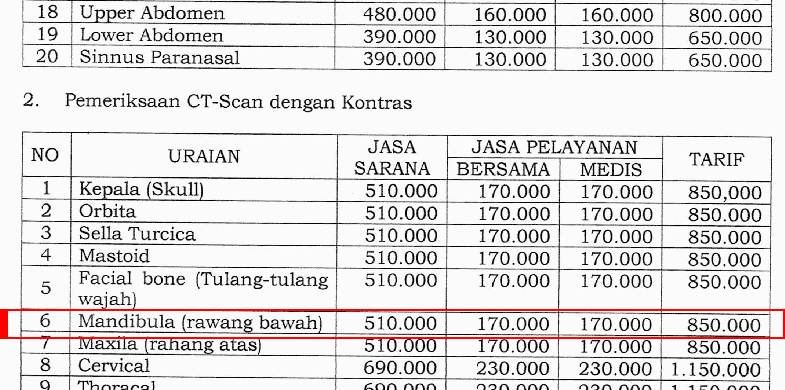 18 Upper Abdomen 480.000 160.000 160.000 800.000
19 Lower Abdomen 390.000 130.000 130.000 650.000
20 Sinnus Paranasal 390.000 130.000 130.000 650.000
2. Pemeriksaan CT-Scan dengan Kontras
NO URAIAN JASA SARANA JASA PELAYANAN TARIF
BERSAMA MEDIS
1 Kepala (Skull) 510.000 170.000 170.000 850,000
2 Orbita 510.000 170.000 170.000 850.000
3 Sella Turcica 510.000 170.000 170.000 850.000
4 Mastoid 510.000 170.000 170.000 850.000
5 Facial bone (Tulang-tulang 510.000 170.000 170.000 850.000
wajah)
6 Mandibula (rawang bawah) 510.000 170.000 170.000 850.000
7 Maxila (rahang atas) 510.000 170.000 170.000 850.000
8 Cervical 690.000 230.000 230.000 1.150.000
9 Thoracal 690.000 230.000 230.000 1.150.000